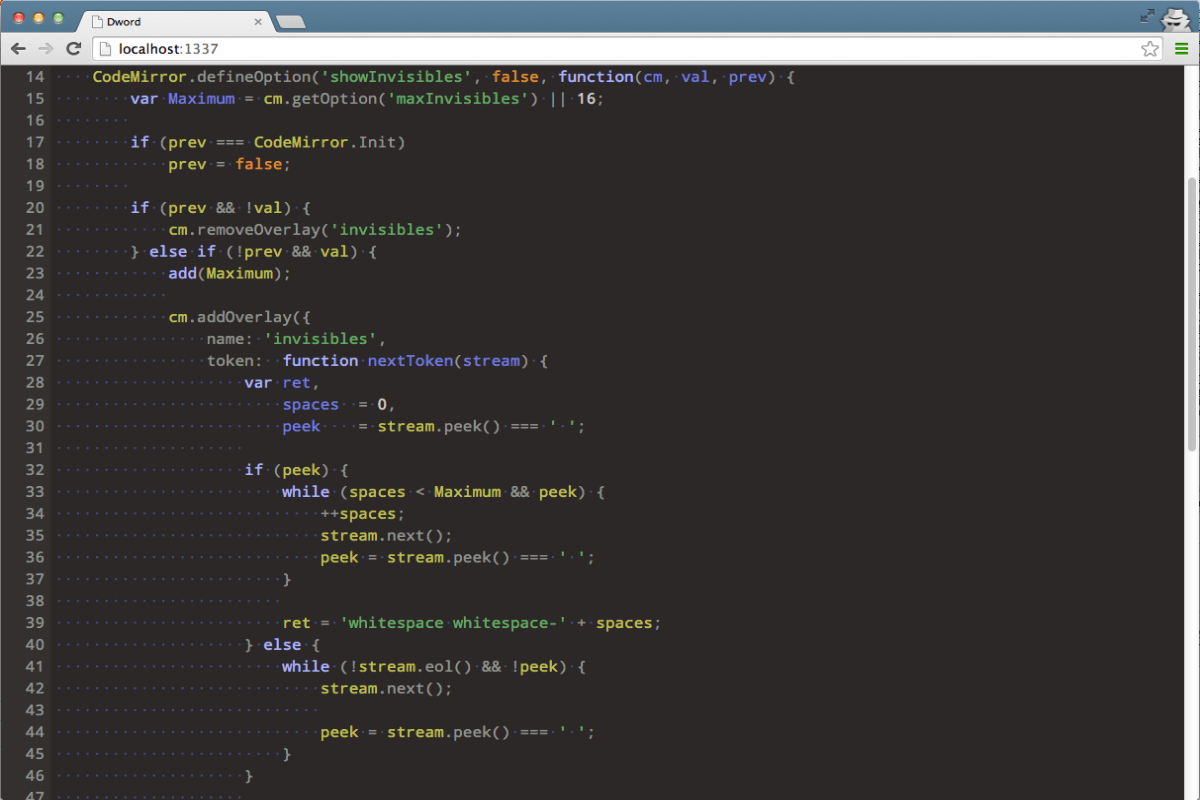 Dword
localhost:1337
14 CodeMirror.defineOption('showInvisibles', false, function(cm, val, prev) {
15 var Maximum = cm.getOption('maxInvisibles') || 16;
16
17 if (prev === CodeMirror.Init)
18 prev = false;
19
20 if (prev && !val) {
21 cm.removeOverlay('invisibles');
22 } else if (!prev && val) {
23 add(Maximum);
24
25 cm.addOverlay({
26 name: 'invisibles',
27 token: function nextToken(stream) {
28 var ret,
29 spaces = 0,
30 peek = stream.peek() === ' ';
31
32 if (peek) {
33 while (spaces < Maximum && peek) {
34 ++spaces;
35 stream.next();
36 peek = stream.peek() === ' ';
37 }
38
39 ret = 'whitespace whitespace-' + spaces;
40 } else {
41 while (!stream.eol() && !peek) {
42 stream.next();
43
44 peek = stream.peek() === ' ';
45 }
46 }
47